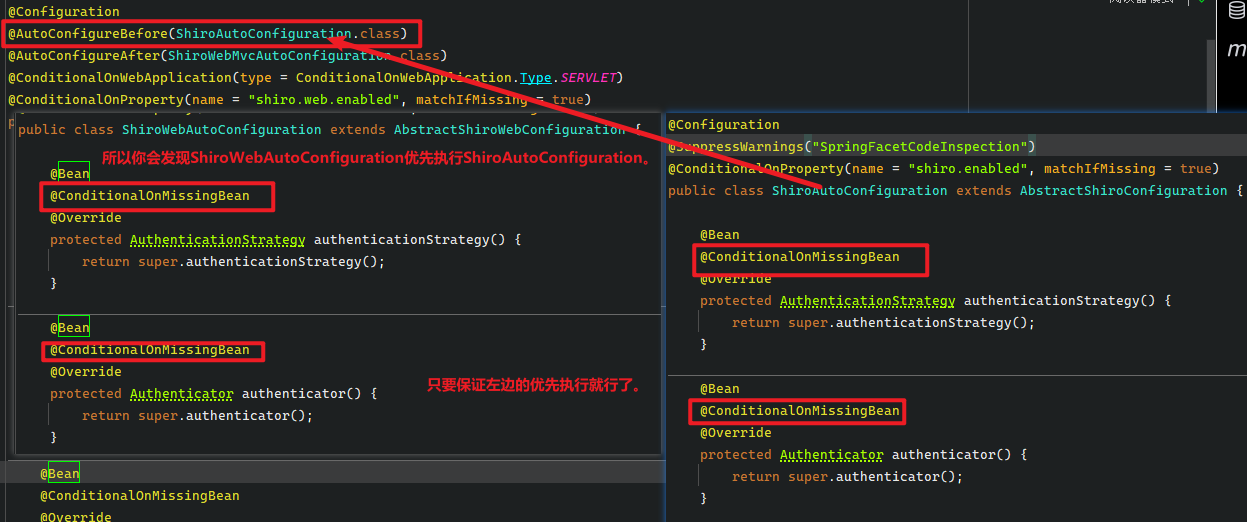 @Configuration
@AutoConfigureBefore(ShiroAutoConfiguration.class)
@AutoConfigureAfter(ShiroWebMvcAutoConfiguration.class)
@ConditionalOnWebApplication(type = ConditionalOnWebApplication.Type.SERVLET)
@ConditionalOnProperty(name = "shiro.web.enabled", matchIfMissing = true)
public class ShiroWebAutoConfiguration extends AbstractShiroWebConfiguration {
所以你会发现ShiroWebAutoConfiguration优先执行ShiroAutoConfiguration。
@Bean
@ConditionalOnMissingBean
@Override
protected AuthenticationStrategy authenticationStrategy() {
return super.authenticationStrategy();
}
@Bean
@ConditionalOnMissingBean
@Override
protected Authenticator authenticator() {
return super.authenticator();
}
只要保证左边的优先执行就行了。
@Bean
@ConditionalOnMissingBean
@Override
@Configuration
@SuppressWarnings("SpringFacetCodeInspection")
@ConditionalOnProperty(name = "shiro.enabled", matchIfMissing = true)
public class ShiroAutoConfiguration extends AbstractShiroConfiguration {
@Bean
@ConditionalOnMissingBean
@Override
protected AuthenticationStrategy authenticationStrategy() {
return super.authenticationStrategy();
}
@Bean
@ConditionalOnMissingBean
@Override
protected Authenticator authenticator() {
return super.authenticator();
}
m